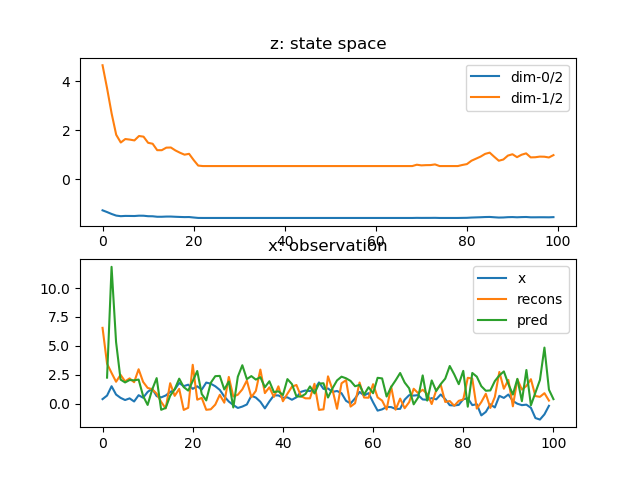 z: state space
4
2
0
dim-0/2
dim-1/2
0 20 40 60 80 100
x: observation
10.0
7.5
5.0
2.5
0.0
x
recons
pred
0 20 40 60 80 100